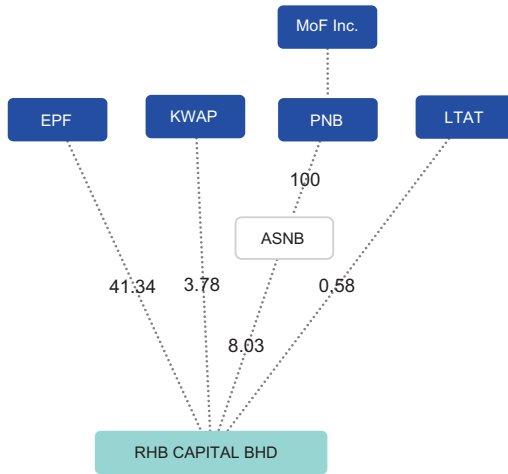 MoF Inc.
EPF
KWAP
PNB
LTAT
100
ASNB
41.34
3.78
0.58
8.03
RHB CAPITAL BHD